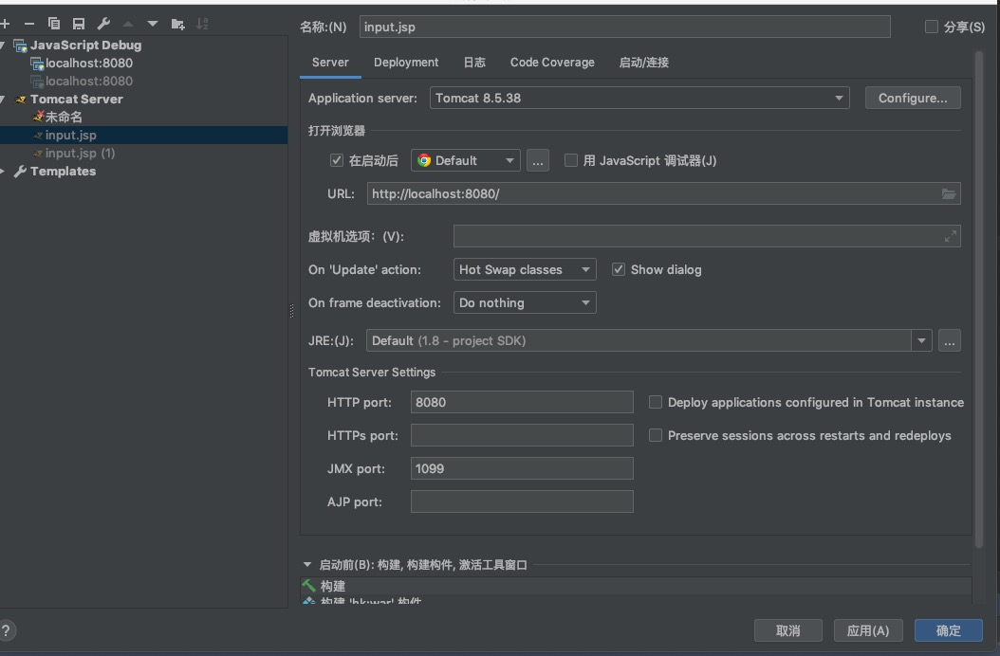 名称:(N) input.jsp 分享(S)
JavaScript Debug
localhost:8080
localhost:8080
Tomcat Server
未命名
input.jsp
input.jsp (1)
Templates
Server Deployment 日志 Code Coverage 启动/连接
Application server: Tomcat 8.5.38 Configure...
打开浏览器
在启动后 Default ... 用 JavaScript 调试器(J)
URL: http://localhost:8080/
虚拟机选项：(V):
On 'Update' action: Hot Swap classes Show dialog
On frame deactivation: Do nothing
JRE:(J): Default (1.8 - project SDK) ...
Tomcat Server Settings
HTTP port: 8080 Deploy applications configured in Tomcat instance
HTTPs port: Preserve sessions across restarts and redeploys
JMX port: 1099
AJP port:
启动前(B): 构建, 构建构件, 激活工具窗口
构建
构建 'hk:war' 构件
? 取消 应用(A) 确定